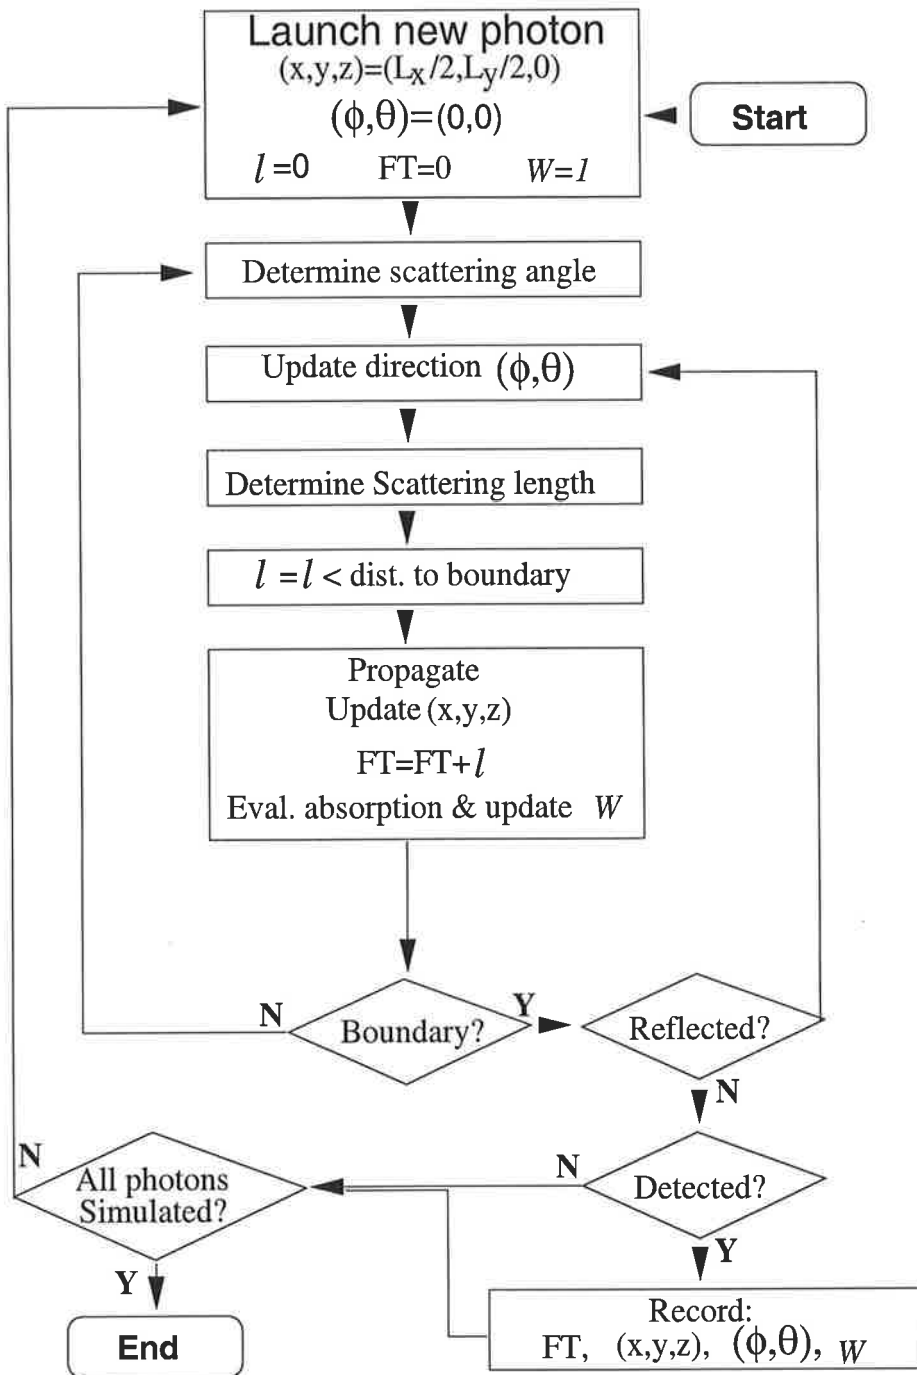 Launch new photon
(x,y,z)=(Lx/2,Ly/2,0)
(ϕ,θ)=(0,0)
l =0 FT=0 W=1
Start
Determine scattering angle
Update direction (ϕ,θ)
Determine Scattering length
l = l < dist. to boundary
Propagate
Update (x,y,z)
FT=FT+l
Eval. absorption & update W
N
Boundary?
Y
Reflected?
N
N
All photons
Simulated?
N
Detected?
Y
Y
End
Record:
FT, (x,y,z), (ϕ,θ), W